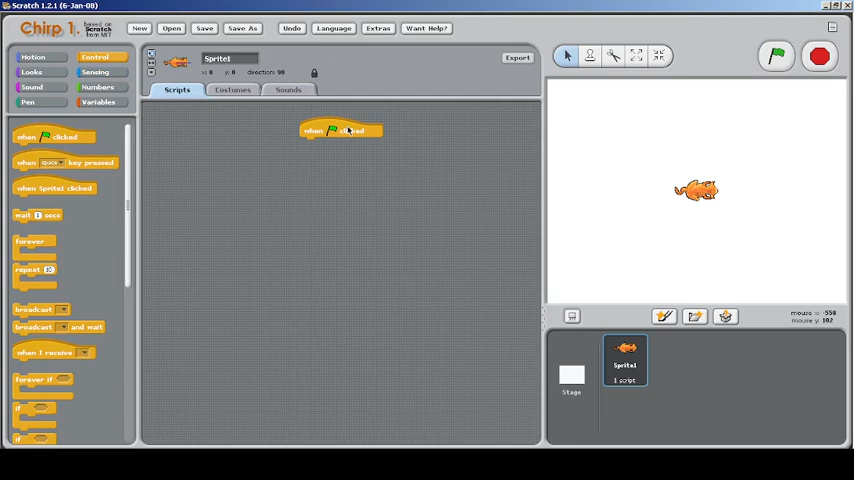 Scratch 1.2.1 (6-Jan-08)
Chirp 1. based on Scratch from MIT
New Open Save Save As Undo Language Extras Want Help?
Motion Control
Looks Sensing
Sound Numbers
Pen Variables
Sprite1
x: 0 y: 0 direction: 90
Export
Scripts Costumes Sounds
when clicked
when space key pressed
when Sprite1 clicked
wait 1 secs
forever
repeat 10
broadcast
broadcast and wait
when I receive
forever if
if
if
when clicked
mouse x: -550
mouse y: 102
Sprite1
1 script
Stage